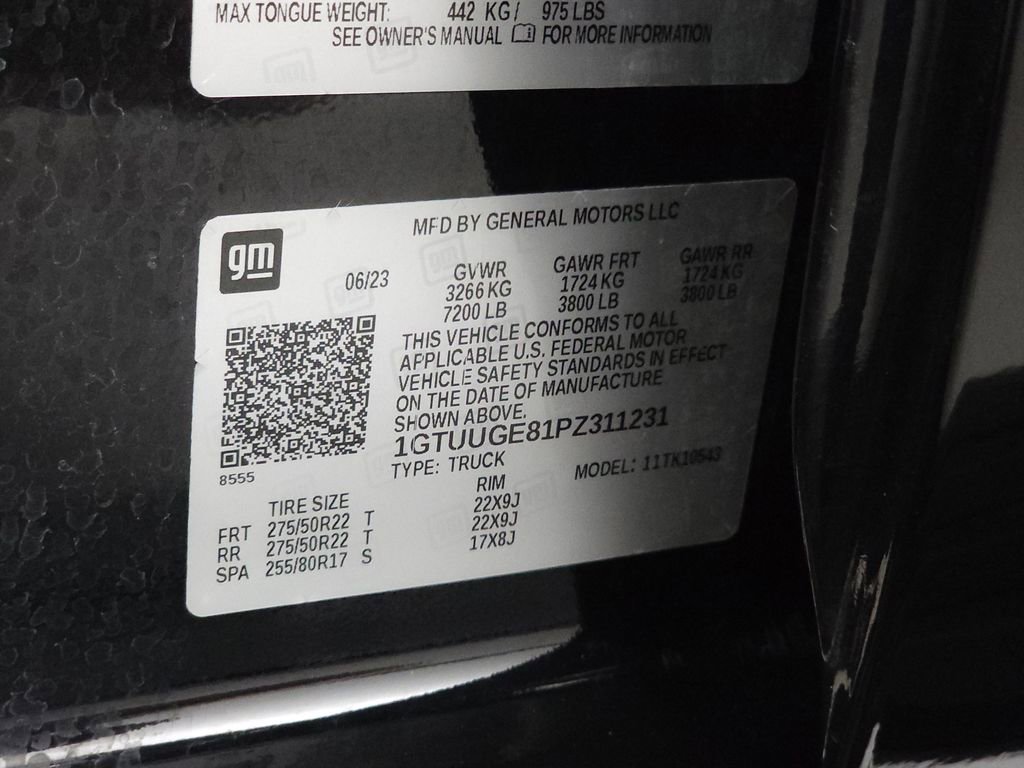 MAX TONGUE WEIGHT: 442 KG / 975 LBS
SEE OWNER'S MANUAL FOR MORE INFORMATION
MFD BY GENERAL MOTORS LLC
gm
06/23
GVWR GAWR FRT GAWR RR
3266 KG 1724 KG 1724 KG
7200 LB 3800 LB 3800 LB
THIS VEHICLE CONFORMS TO ALL
APPLICABLE U.S. FEDERAL MOTOR
VEHICLE SAFETY STANDARDS IN EFFECT
ON THE DATE OF MANUFACTURE
SHOWN ABOVE.
1GTUUGE81PZ311231
8555
TYPE: TRUCK MODEL: 11TK10543
TIRE SIZE RIM
FRT 275/50R22 T 22X9J
RR 275/50R22 T 22X9J
SPA 255/80R17 S 17X8J